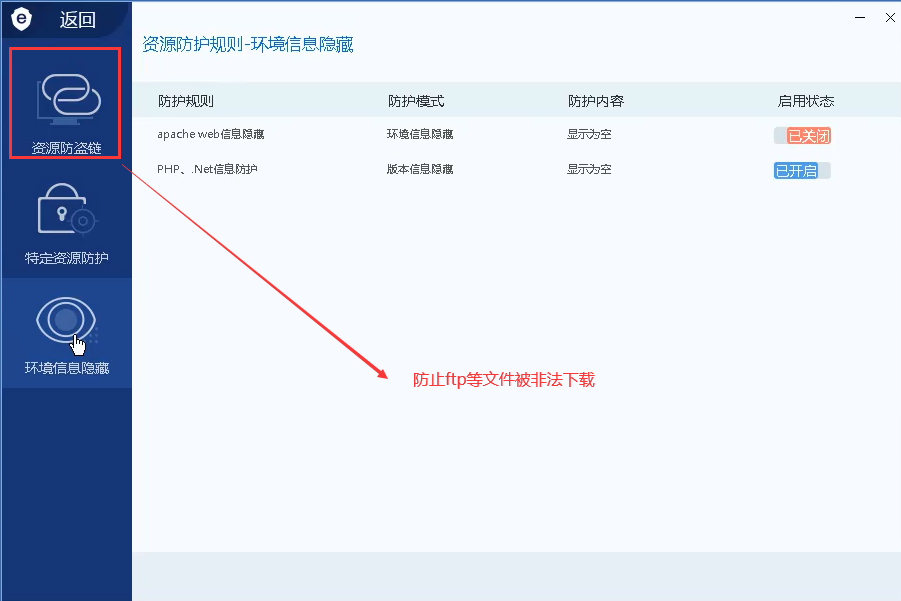 返回
资源防护规则-环境信息隐藏
防护规则 防护模式 防护内容 启用状态
apache web信息隐藏 环境信息隐藏 显示为空 已关闭
PHP、.Net信息防护 版本信息隐藏 显示为空 已开启
资源防盗链
特定资源防护
环境信息隐藏
防止ftp等文件被非法下载